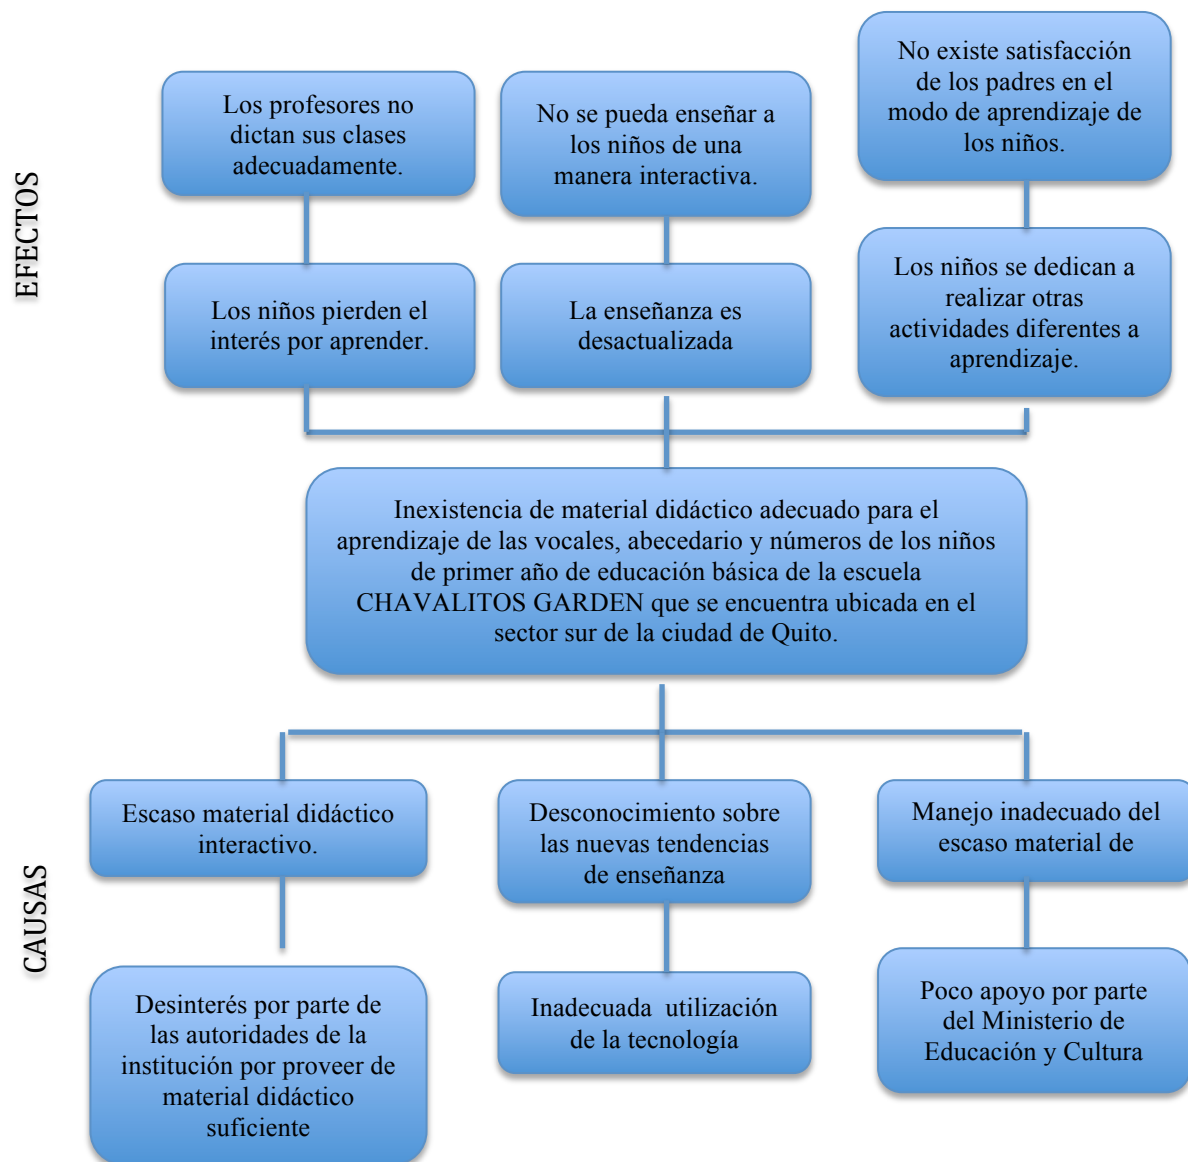 EFECTOS
Los profesores no
dictan sus clases
adecuadamente.
No se pueda enseñar a
los niños de una
manera interactiva.
No existe satisfacción
de los padres en el
modo de aprendizaje de
los niños.
Los niños pierden el
interés por aprender.
La enseñanza es
desactualizada
Los niños se dedican a
realizar otras
actividades diferentes a
aprendizaje.
Inexistencia de material didáctico adecuado para el
aprendizaje de las vocales, abecedario y números de los niños
de primer año de educación básica de la escuela
CHAVALITOS GARDEN que se encuentra ubicada en el
sector sur de la ciudad de Quito.
CAUSAS
Escaso material didáctico
interactivo.
Desconocimiento sobre
las nuevas tendencias
de enseñanza
Manejo inadecuado del
escaso material de
Desinterés por parte de
las autoridades de la
institución por proveer de
material didáctico
suficiente
Inadecuada utilización
de la tecnología
Poco apoyo por parte
del Ministerio de
Educación y Cultura